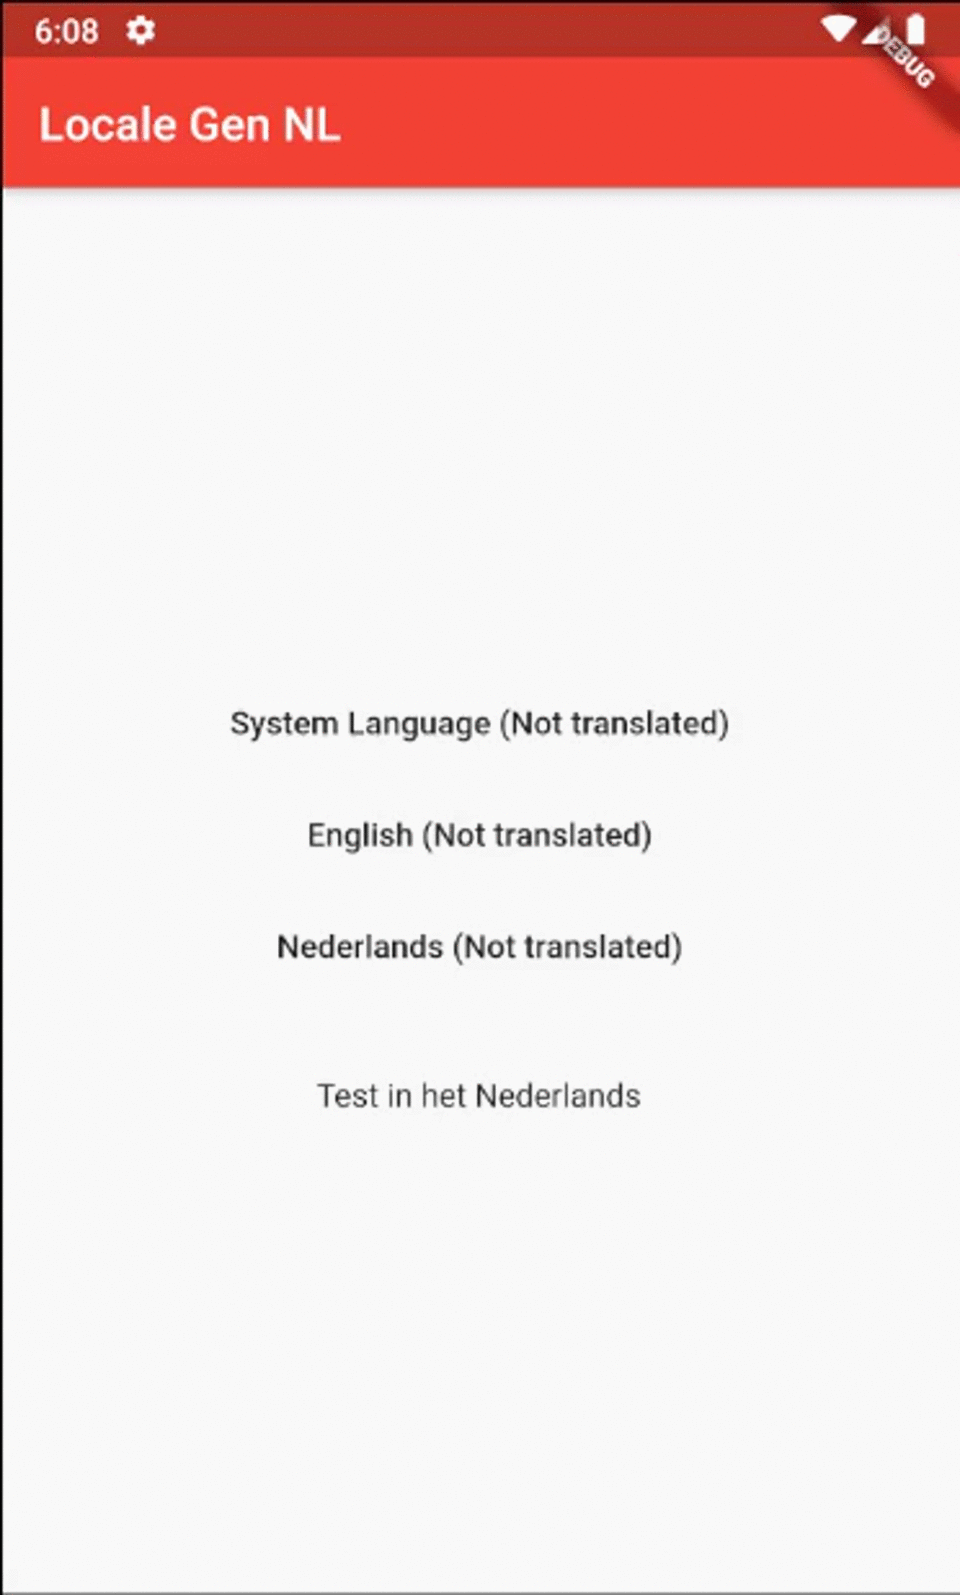 6:08
DEBUG
Locale Gen NL
System Language (Not translated)
English (Not translated)
Nederlands (Not translated)
Test in het Nederlands